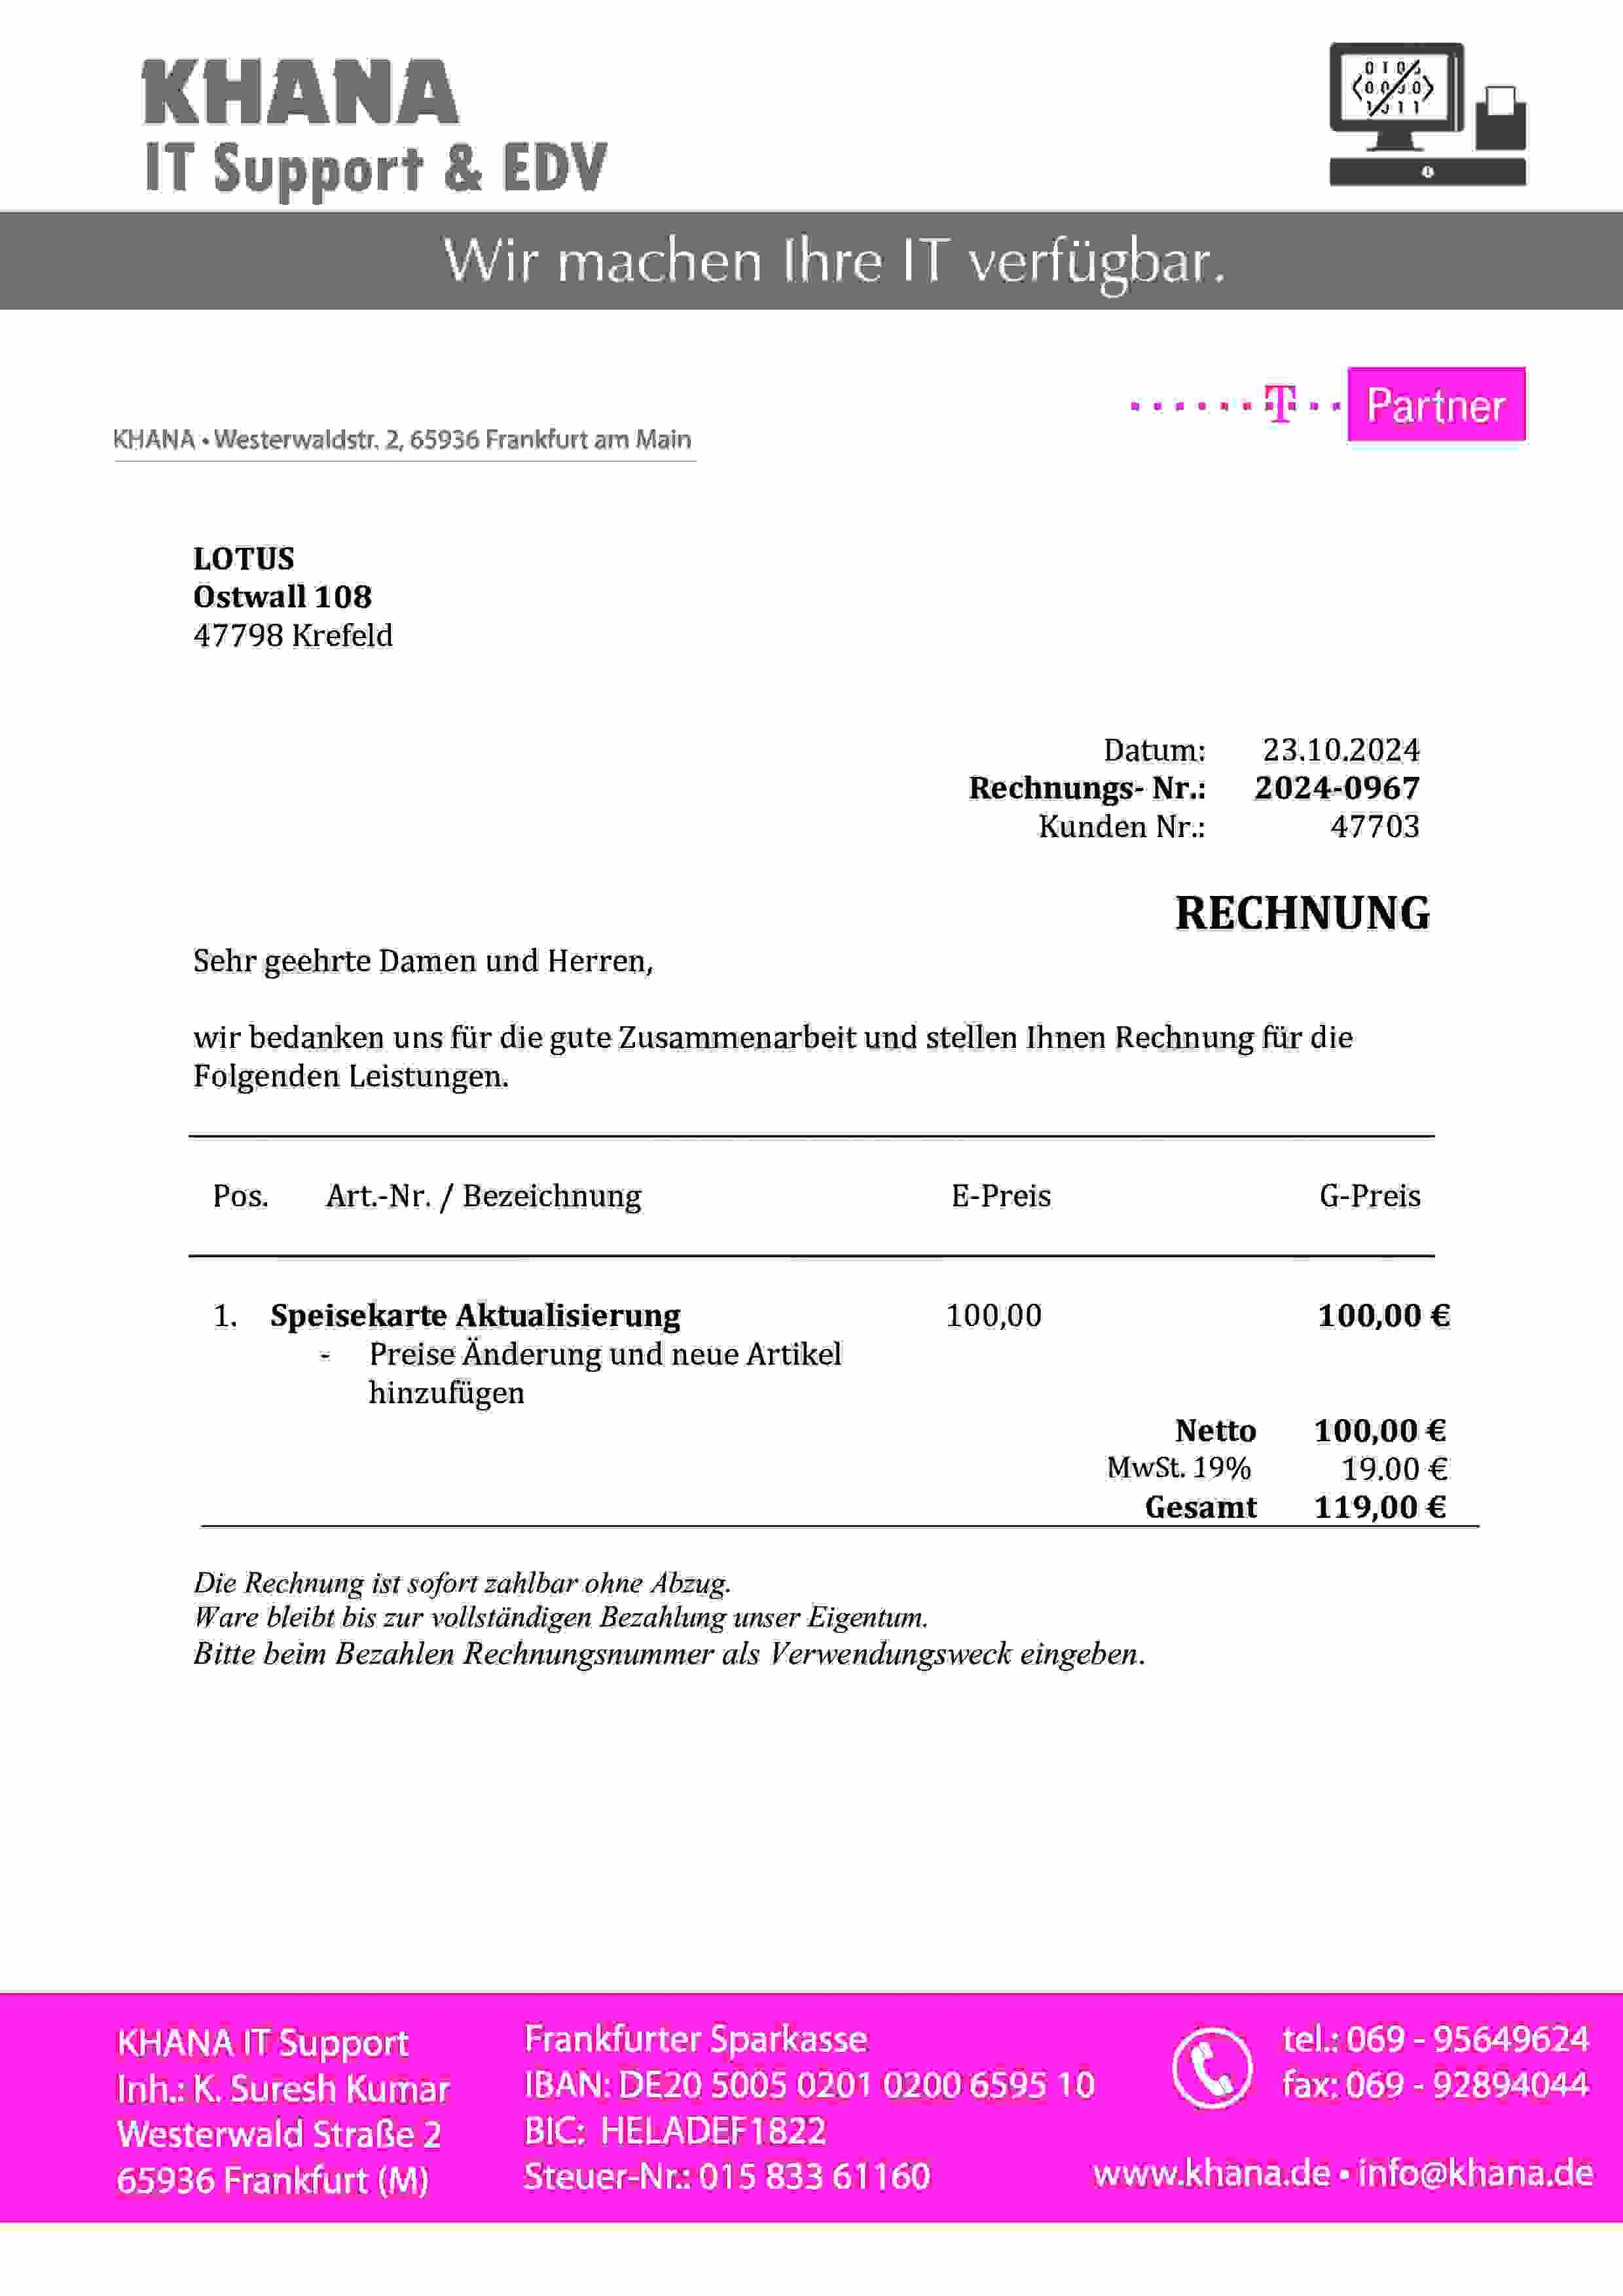 KHANA
IT Support & EDV
Wir machen Ihre IT verfügbar.
T Partner
KHANA • Westerwaldstr. 2, 65936 Frankfurt am Main
LOTUS
Ostwall 108
47798 Krefeld
Datum: 23.10.2024
Rechnungs- Nr.: 2024-0967
Kunden Nr.: 47703
RECHNUNG
Sehr geehrte Damen und Herren,
wir bedanken uns für die gute Zusammenarbeit und stellen Ihnen Rechnung für die
Folgenden Leistungen.
Pos. Art.-Nr. / Bezeichnung E-Preis G-Preis
1. Speisekarte Aktualisierung 100,00 100,00 €
- Preise Änderung und neue Artikel
hinzufügen
Netto 100,00 €
MwSt. 19% 19.00 €
Gesamt 119,00 €
Die Rechnung ist sofort zahlbar ohne Abzug.
Ware bleibt bis zur vollständigen Bezahlung unser Eigentum.
Bitte beim Bezahlen Rechnungsnummer als Verwendungsweck eingeben.
KHANA IT Support
Inh.: K. Suresh Kumar
Westerwald Straße 2
65936 Frankfurt (M)
Frankfurter Sparkasse
IBAN: DE20 5005 0201 0200 6595 10
BIC: HELADEF1822
Steuer-Nr.: 015 833 61160
tel.: 069 - 95649624
fax: 069 - 92894044
www.khana.de • info@khana.de